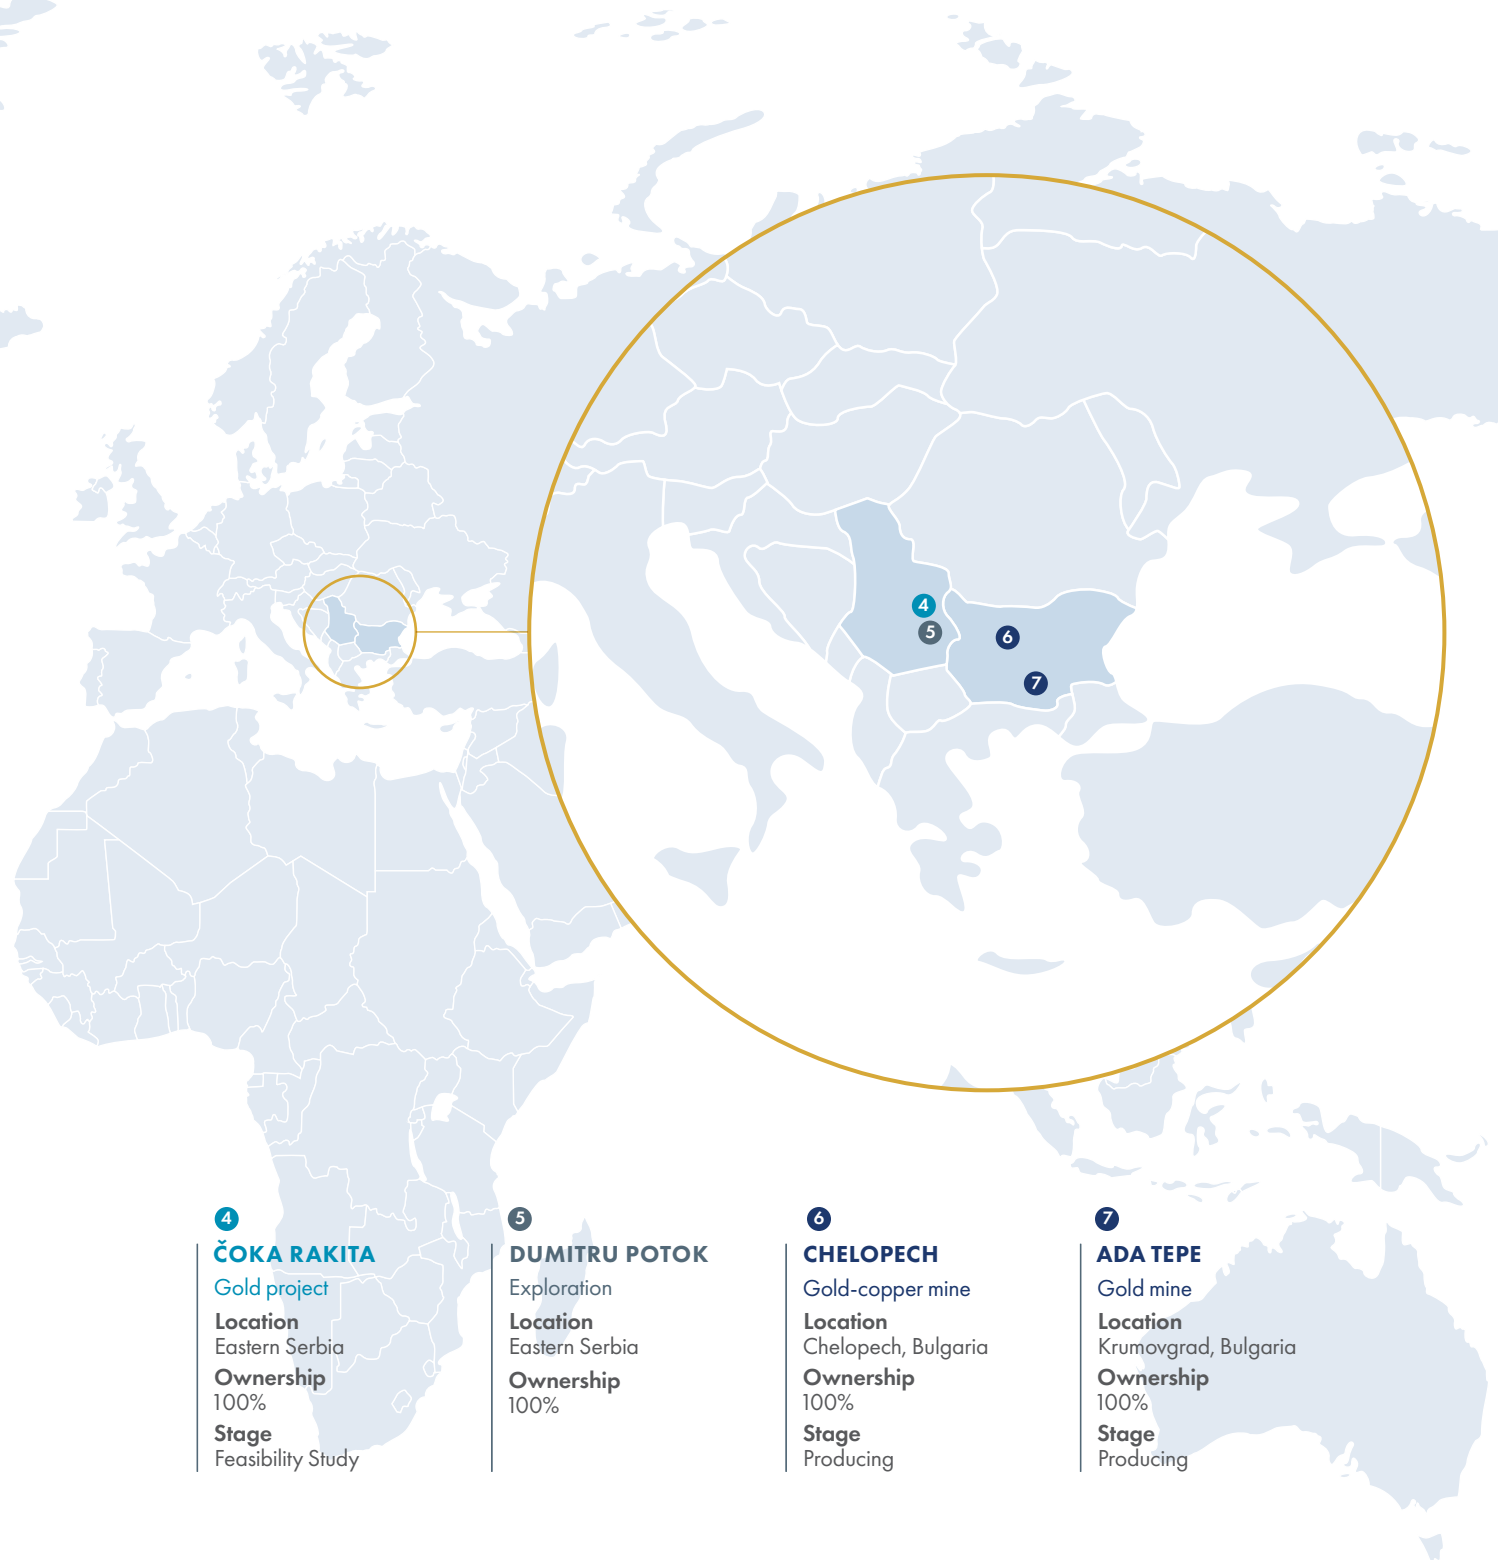 4
5
6
7
4
ČOKA RAKITA
Gold project
Location
Eastern Serbia
Ownership
100%
Stage
Feasibility Study
5
DUMITRU POTOK
Exploration
Location
Eastern Serbia
Ownership
100%
6
CHELOPECH
Gold-copper mine
Location
Chelopech, Bulgaria
Ownership
100%
Stage
Producing
7
ADA TEPE
Gold mine
Location
Krumovgrad, Bulgaria
Ownership
100%
Stage
Producing